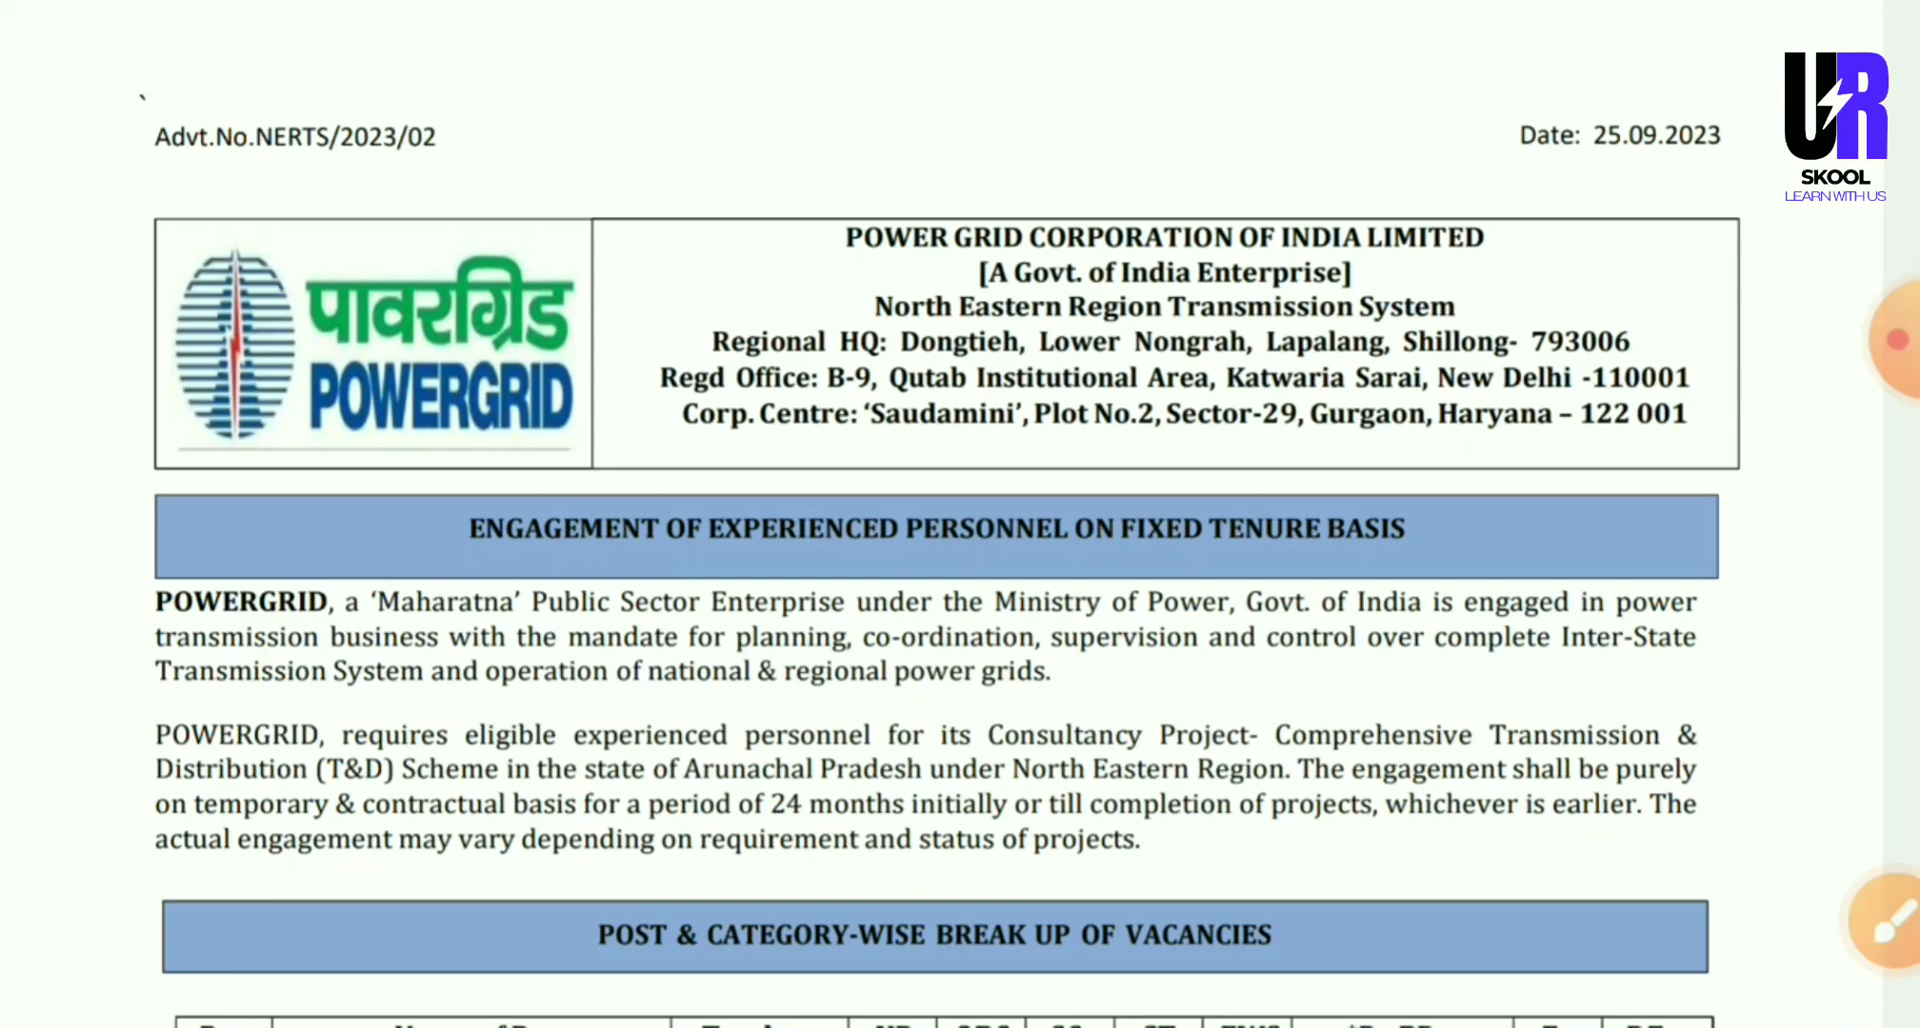 UR
SKOOL
LEARN WITH US
`
Advt.No.NERTS/2023/02
Date: 25.09.2023
पावरग्रिड
POWERGRID
POWER GRID CORPORATION OF INDIA LIMITED
[A Govt. of India Enterprise]
North Eastern Region Transmission System
Regional HQ: Dongtieh, Lower Nongrah, Lapalang, Shillong- 793006
Regd Office: B-9, Qutab Institutional Area, Katwaria Sarai, New Delhi -110001
Corp. Centre: ‘Saudamini’, Plot No.2, Sector-29, Gurgaon, Haryana – 122 001
ENGAGEMENT OF EXPERIENCED PERSONNEL ON FIXED TENURE BASIS
POWERGRID, a ‘Maharatna’ Public Sector Enterprise under the Ministry of Power, Govt. of India is engaged in power
transmission business with the mandate for planning, co-ordination, supervision and control over complete Inter-State
Transmission System and operation of national & regional power grids.
POWERGRID, requires eligible experienced personnel for its Consultancy Project- Comprehensive Transmission &
Distribution (T&D) Scheme in the state of Arunachal Pradesh under North Eastern Region. The engagement shall be purely
on temporary & contractual basis for a period of 24 months initially or till completion of projects, whichever is earlier. The
actual engagement may vary depending on requirement and status of projects.
POST & CATEGORY-WISE BREAK UP OF VACANCIES